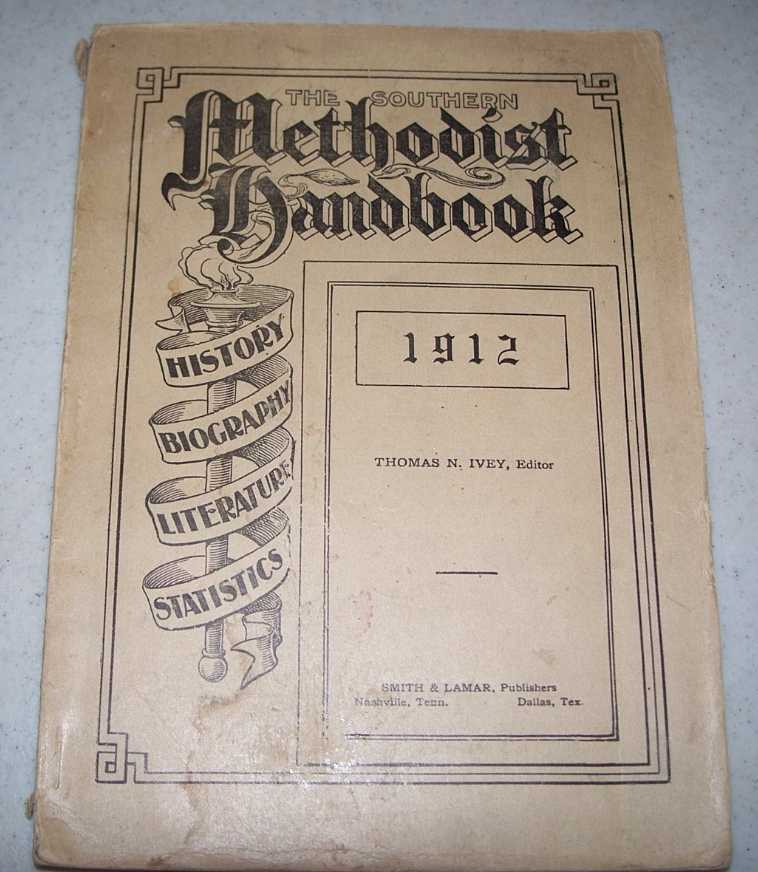 THE SOUTHERN
Methodist
Handbook
HISTORY
BIOGRAPHY
LITERATURE
STATISTICS
1912
THOMAS N. IVEY, Editor
SMITH & LAMAR, Publishers
Nashville, Tenn. Dallas, Tex.